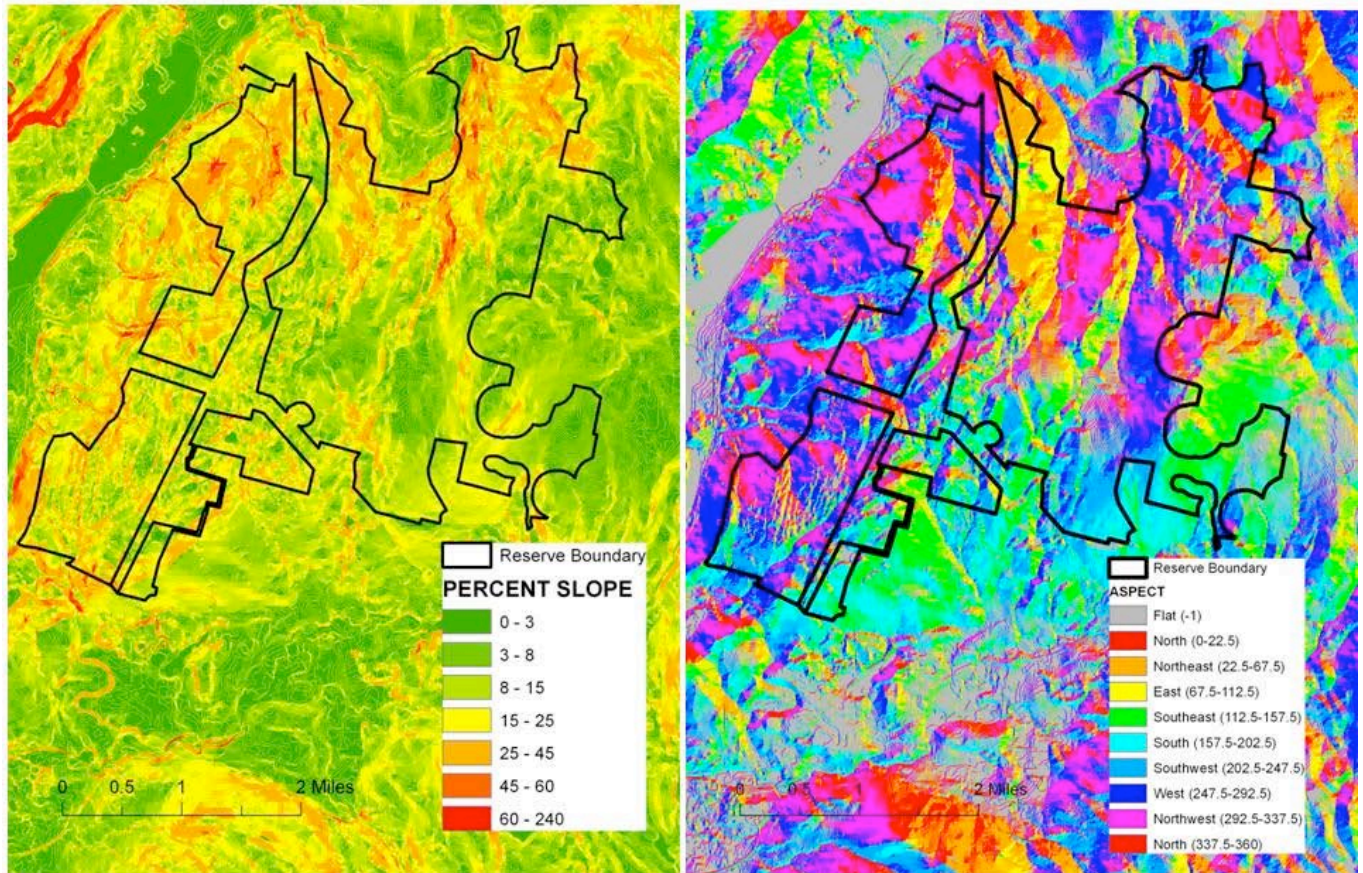 Reserve Boundary
PERCENT SLOPE
0 - 3
3 - 8
8 - 15
15 - 25
25 - 45
45 - 60
60 - 240
0 0.5 1 2 Miles
Reserve Boundary
ASPECT
Flat (-1)
North (0-22.5)
Northeast (22.5-67.5)
East (67.5-112.5)
Southeast (112.5-157.5)
South (157.5-202.5)
Southwest (202.5-247.5)
West (247.5-292.5)
Northwest (292.5-337.5)
North (337.5-360)
0 0.5 1 2 Miles